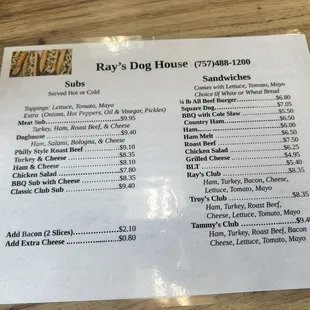 Ray's Dog House (757)488-1200
Subs
Served Hot or Cold
Toppings: Lettuce, Tomato, Mayo
Extra (Onions, Hot Peppers, Oil & Vinegar, Pickles)
Meat Sub..............................$9.95
Turkey, Ham, Roast Beef, & Cheese
Doghouse..............................$9.40
Ham, Salami, Bologna, & Cheese
Philly Style Roast Beef..............$9.10
Turkey & Cheese......................$8.35
Ham & Cheese.........................$8.10
Chicken Salad........................$7.80
BBQ Sub with Cheese..................$8.35
Classic Club Sub.....................$9.40
Add Bacon (2 Slices)..................$2.10
Add Extra Cheese......................$0.80
Sandwiches
Comes with Lettuce, Tomato, Mayo
Choice 0f White or Wheat Bread
¼ lb All Beef Burger..................$6.80
Square Dog............................$7.05
BBQ with Cole Slaw....................$5.50
Country Ham...........................$6.50
Ham...................................$6.00
Ham Melt..............................$6.50
Roast Beef............................$7.50
Chicken Salad.........................$6.25
Grilled Cheese........................$4.95
BLT...................................$5.40
Ray's Club............................$8.35
Ham, Turkey, Bacon, Cheese,
Lettuce, Tomato, Mayo
Troy's Club...........................$8.35
Ham, Turkey, Roast Beef,
Cheese, Lettuce, Tomato, Mayo
Tammy's Club..........................$9.40
Ham, Turkey, Roast Beef, Bacon
Cheese, Lettuce, Tomato, Mayo